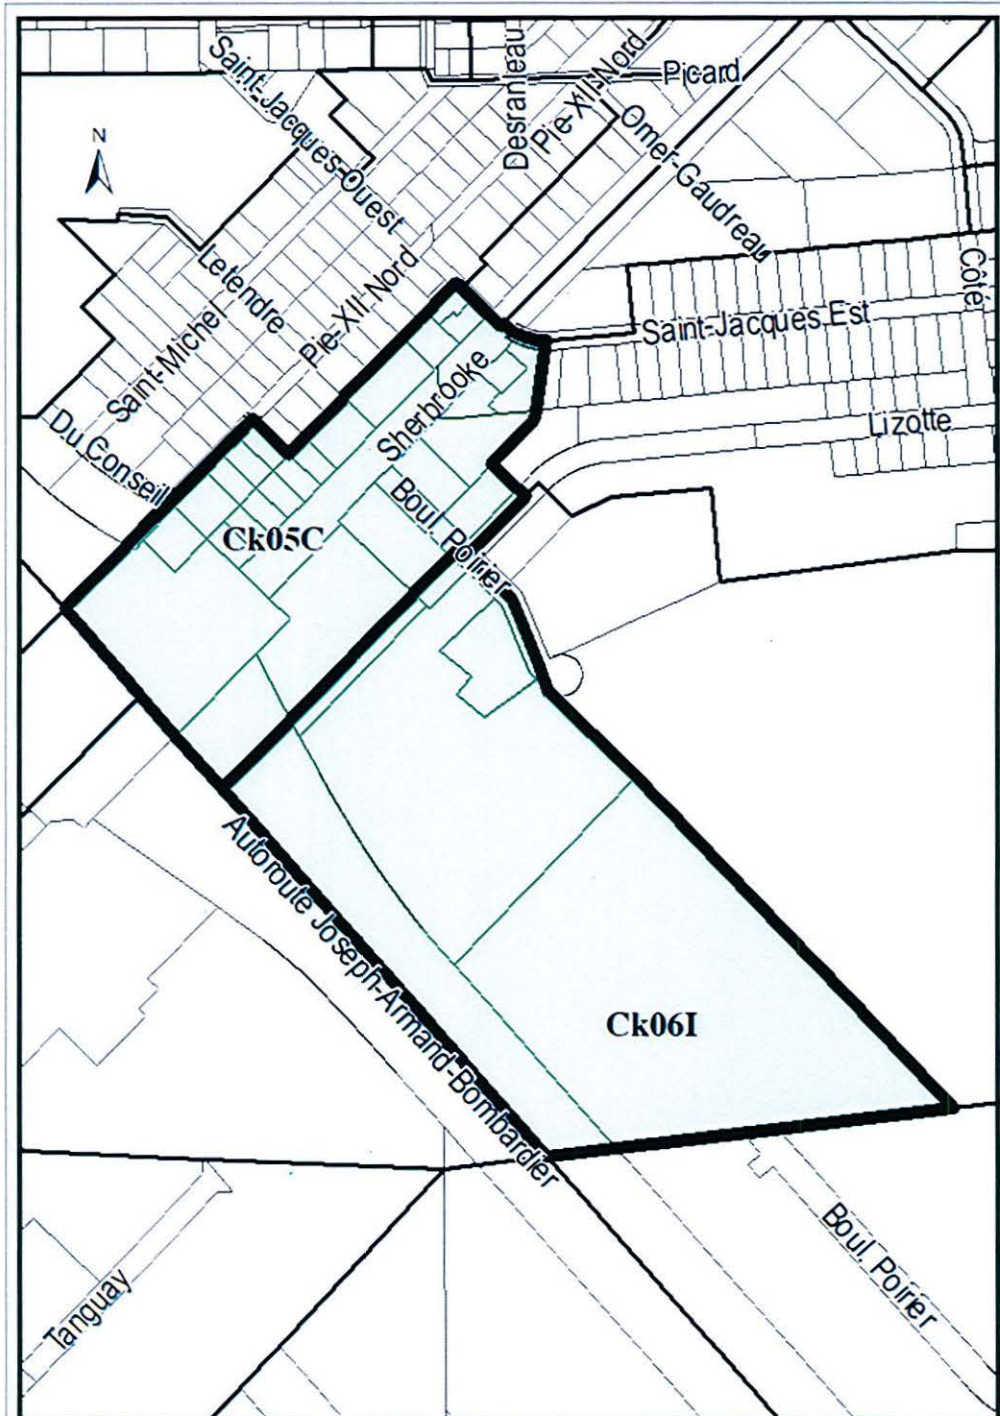 Saint-Jacques-Ouest
Desranleau
Pie-XII-Nord
Picard
Omer-Gaudreau
N
Letendre
Pie-XII-Nord
Saint-Michel
Côté
Saint-Jacques Est
Sherbrooke
Lizotte
Du Conseil
Boul. Poirier
Ck05C
Autoroute Joseph-Armand-Bombardier
Ck06I
Boul. Poirier
Tanguay